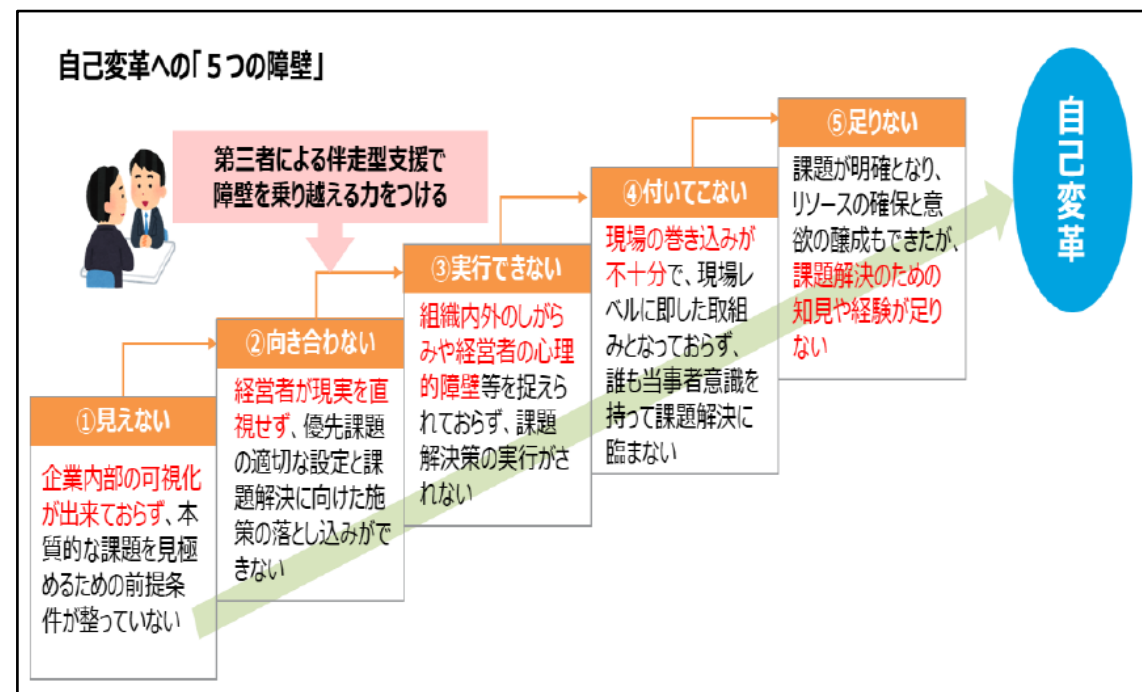 自己変革への「５つの障壁」
第三者による伴走型支援で
障壁を乗り越える力をつける
①見えない
企業内部の可視化
が出来ておらず、本
質的な課題を見極
めるための前提条
件が整っていない
②向き合わない
経営者が現実を直
視せず、優先課題
の適切な設定と課
題解決に向けた施
策の落とし込みがで
きない
③実行できない
組織内外のしがら
みや経営者の心理
的障壁等を捉えら
れておらず、課題
解決策の実行がさ
れない
④付いてこない
現場の巻き込みが
不十分で、現場レ
ベルに即した取組
みとなっておらず、
誰も当事者意識を
持って課題解決に
臨まない
⑤足りない
課題が明確となり、
リソースの確保と意
欲の醸成もできたが、
課題解決のための
知見や経験が足り
ない
自己変革